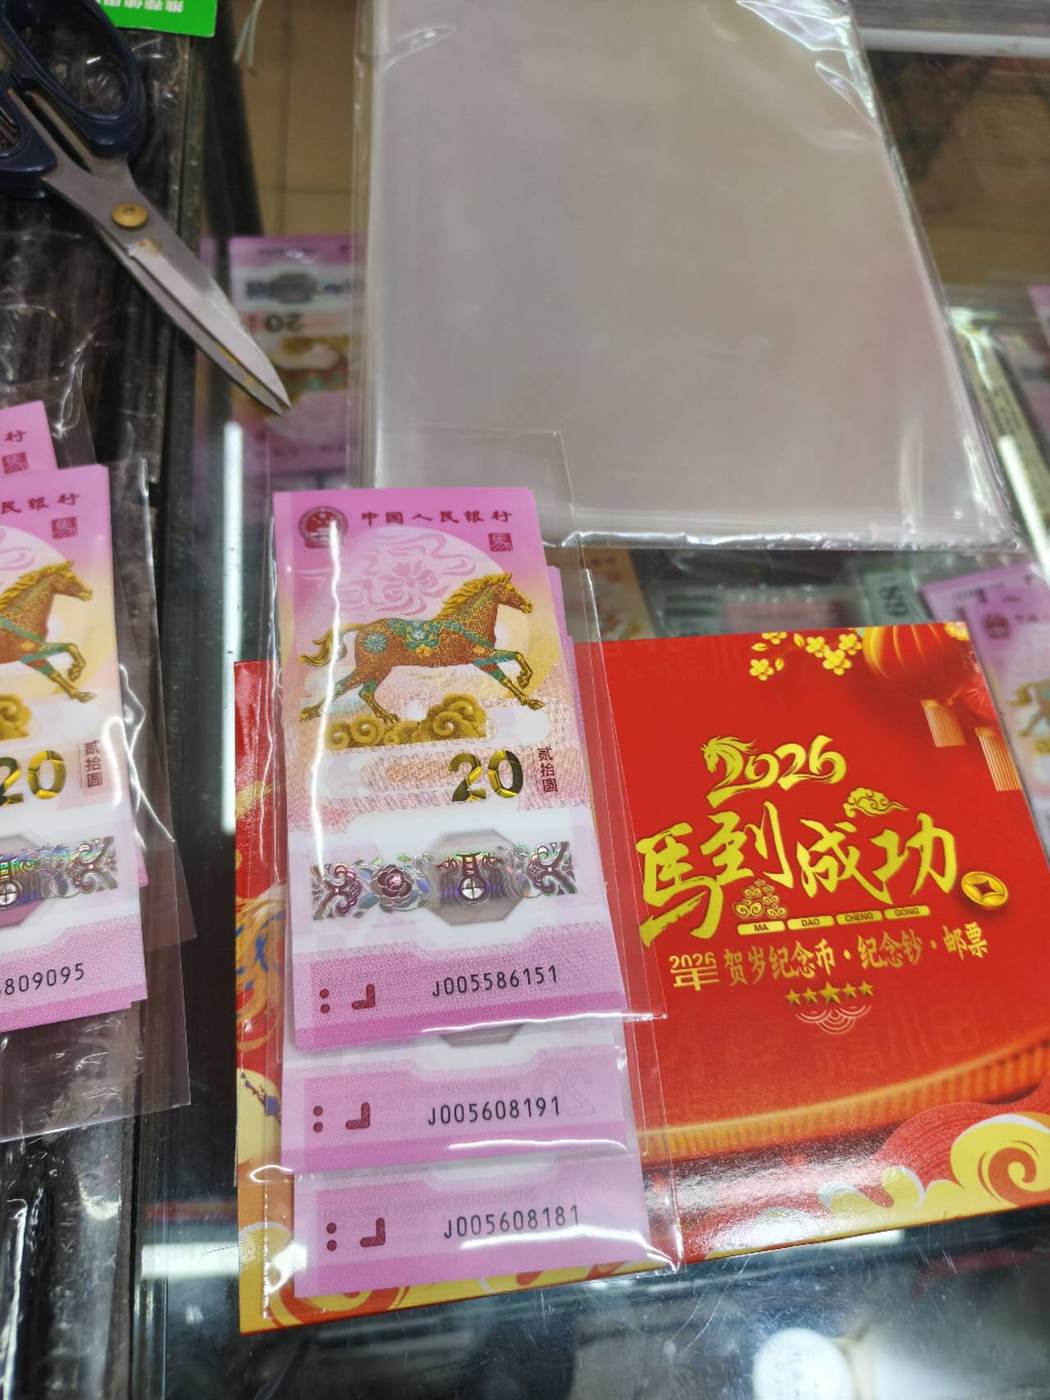 行
民银行
20
贰拾圆
809095
20
中国人民银行
20
贰拾圆
J005586151
J005608191
J005608181
2026
馬到成功
MA DAO CHENG GONG
2026年 贺岁纪念币·纪念钞·邮票